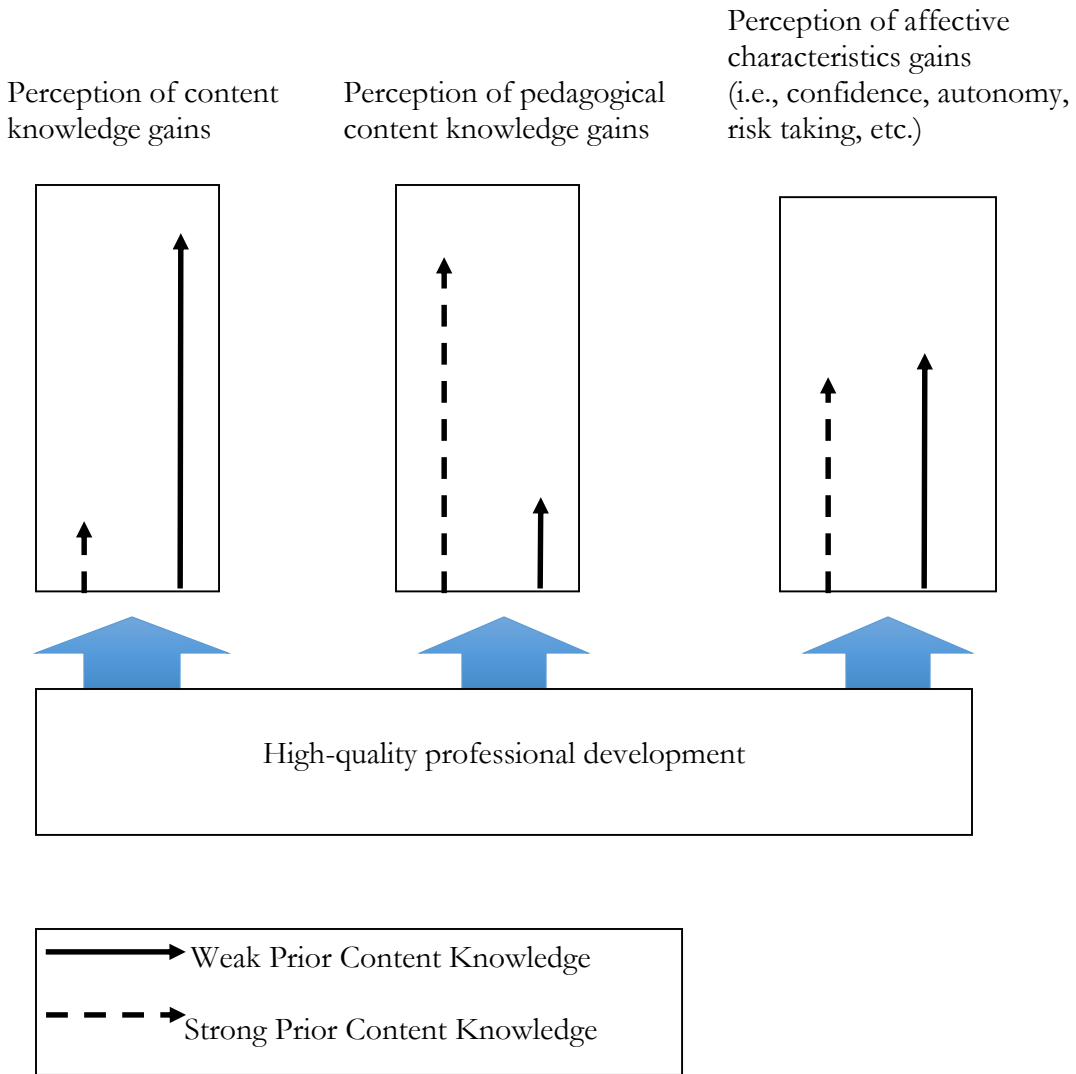 Perception of content
knowledge gains
Perception of pedagogical
content knowledge gains
Perception of affective
characteristics gains
(i.e., confidence, autonomy,
risk taking, etc.)
High-quality professional development
Weak Prior Content Knowledge
Strong Prior Content Knowledge